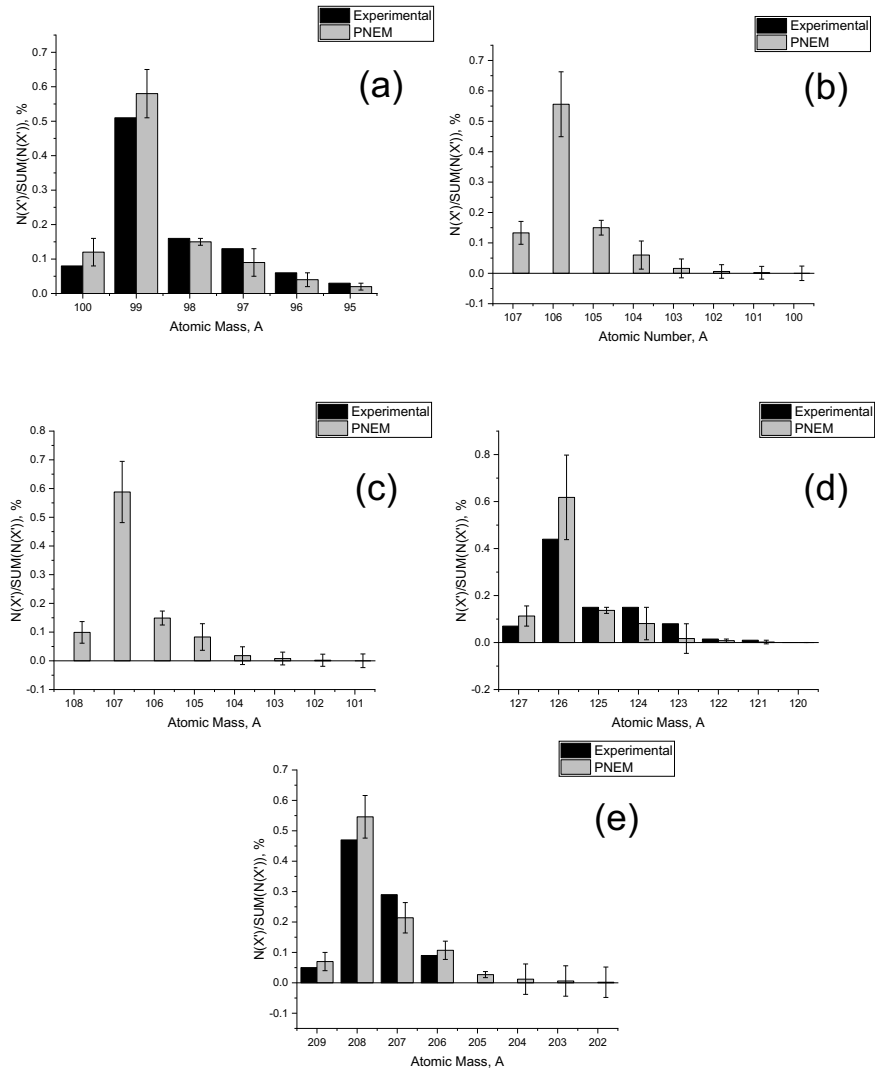 Experimental
PNEM
(a)
N(X')/SUM(N(X')), %
0.7
0.6
0.5
0.4
0.3
0.2
0.1
0.0
100 99 98 97 96 95
Atomic Mass, A
Experimental
PNEM
(b)
N(X')/SUM(N(X')), %
0.7
0.6
0.5
0.4
0.3
0.2
0.1
0.0
-0.1
107 106 105 104 103 102 101 100
Atomic Number, A
Experimental
PNEM
(c)
N(X')/SUM(N(X')), %
0.8
0.7
0.6
0.5
0.4
0.3
0.2
0.1
0.0
-0.1
108 107 106 105 104 103 102 101
Atomic Mass, A
Experimental
PNEM
(d)
N(X')/SUM(N(X')), %
0.8
0.6
0.4
0.2
0.0
-0.2
127 126 125 124 123 122 121 120
Atomic Mass, A
Experimental
PNEM
(e)
N(X')/SUM(N(X')), %
0.7
0.6
0.5
0.4
0.3
0.2
0.1
0.0
-0.1
209 208 207 206 205 204 203 202
Atomic Mass, A